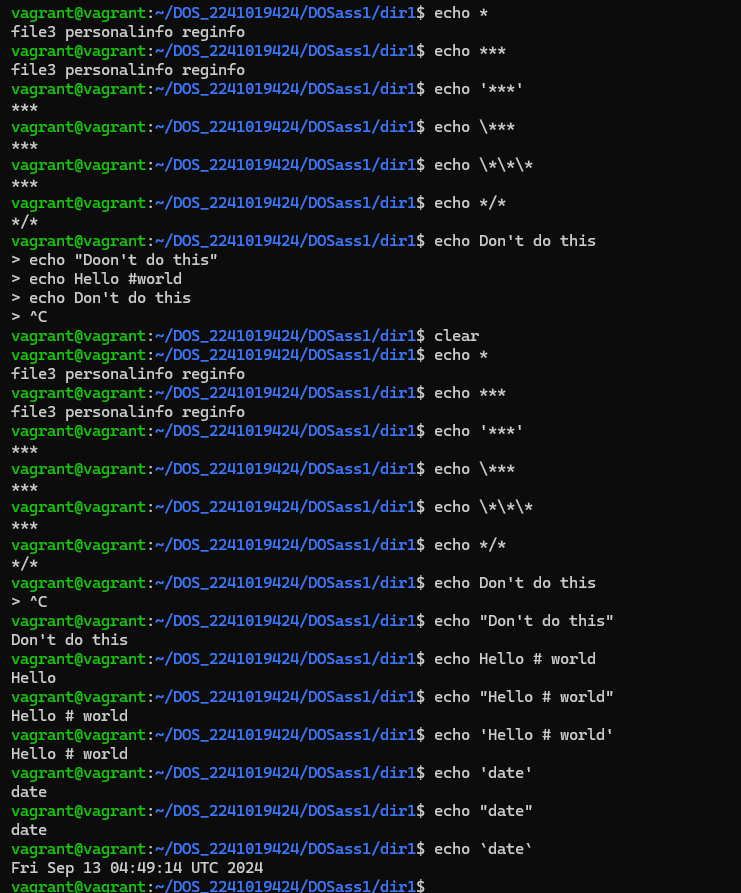 vagrant@vagrant:~/DOS_2241019424/DOSass1/dir1$ echo *
file3 personalinfo reginfo
vagrant@vagrant:~/DOS_2241019424/DOSass1/dir1$ echo ***
file3 personalinfo reginfo
vagrant@vagrant:~/DOS_2241019424/DOSass1/dir1$ echo '***'
***
vagrant@vagrant:~/DOS_2241019424/DOSass1/dir1$ echo \***
***
vagrant@vagrant:~/DOS_2241019424/DOSass1/dir1$ echo \*\*\*
***
vagrant@vagrant:~/DOS_2241019424/DOSass1/dir1$ echo */*
*/*
vagrant@vagrant:~/DOS_2241019424/DOSass1/dir1$ echo Don't do this
> echo "Doon't do this"
> echo Hello #world
> echo Don't do this
> ^C
vagrant@vagrant:~/DOS_2241019424/DOSass1/dir1$ clear
vagrant@vagrant:~/DOS_2241019424/DOSass1/dir1$ echo *
file3 personalinfo reginfo
vagrant@vagrant:~/DOS_2241019424/DOSass1/dir1$ echo ***
file3 personalinfo reginfo
vagrant@vagrant:~/DOS_2241019424/DOSass1/dir1$ echo '***'
***
vagrant@vagrant:~/DOS_2241019424/DOSass1/dir1$ echo \***
***
vagrant@vagrant:~/DOS_2241019424/DOSass1/dir1$ echo \*\*\*
***
vagrant@vagrant:~/DOS_2241019424/DOSass1/dir1$ echo */*
*/*
vagrant@vagrant:~/DOS_2241019424/DOSass1/dir1$ echo Don't do this
> ^C
vagrant@vagrant:~/DOS_2241019424/DOSass1/dir1$ echo "Don't do this"
Don't do this
vagrant@vagrant:~/DOS_2241019424/DOSass1/dir1$ echo Hello # world
Hello
vagrant@vagrant:~/DOS_2241019424/DOSass1/dir1$ echo "Hello # world"
Hello # world
vagrant@vagrant:~/DOS_2241019424/DOSass1/dir1$ echo 'Hello # world'
Hello # world
vagrant@vagrant:~/DOS_2241019424/DOSass1/dir1$ echo 'date'
date
vagrant@vagrant:~/DOS_2241019424/DOSass1/dir1$ echo "date"
date
vagrant@vagrant:~/DOS_2241019424/DOSass1/dir1$ echo `date`
Fri Sep 13 04:49:14 UTC 2024
vagrant@vagrant:~/DOS_2241019424/DOSass1/dir1$